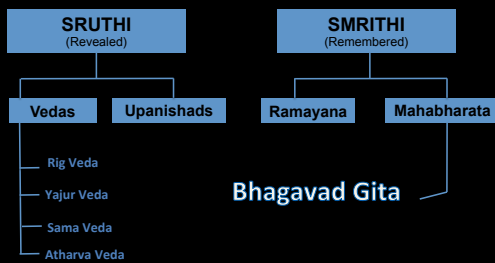 SRUTHI
(Revealed)
SMRITHI
(Remembered)
Vedas
Upanishads
Ramayana
Mahabharata
Rig Veda
Yajur Veda
Sama Veda
Atharva Veda
Bhagavad Gita